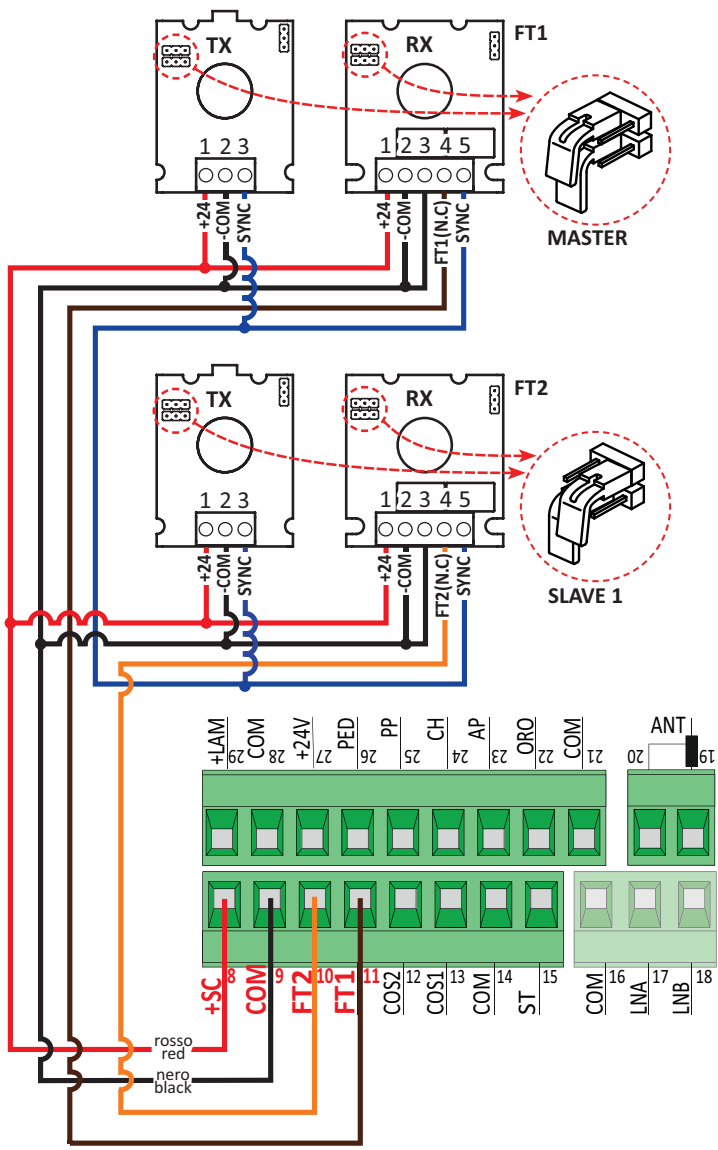 TX RX FT1
1 2 3 1 2 3 4 5
+24 -COM SYNC +24 -COM FT1(N.C) SYNC
MASTER
TX RX FT2
1 2 3 1 2 3 4 5
+24 -COM SYNC +24 -COM FT2(N.C) SYNC
SLAVE 1
+LAM COM +24V PED PP CH AP ORO COM ANT
29 28 27 26 25 24 23 22 21 20 19
+SC COM FT2 FT1 COS2 COS1 COM ST COM LNA LNB
8 9 10 11 12 13 14 15 16 17 18
rosso
red
nero
black